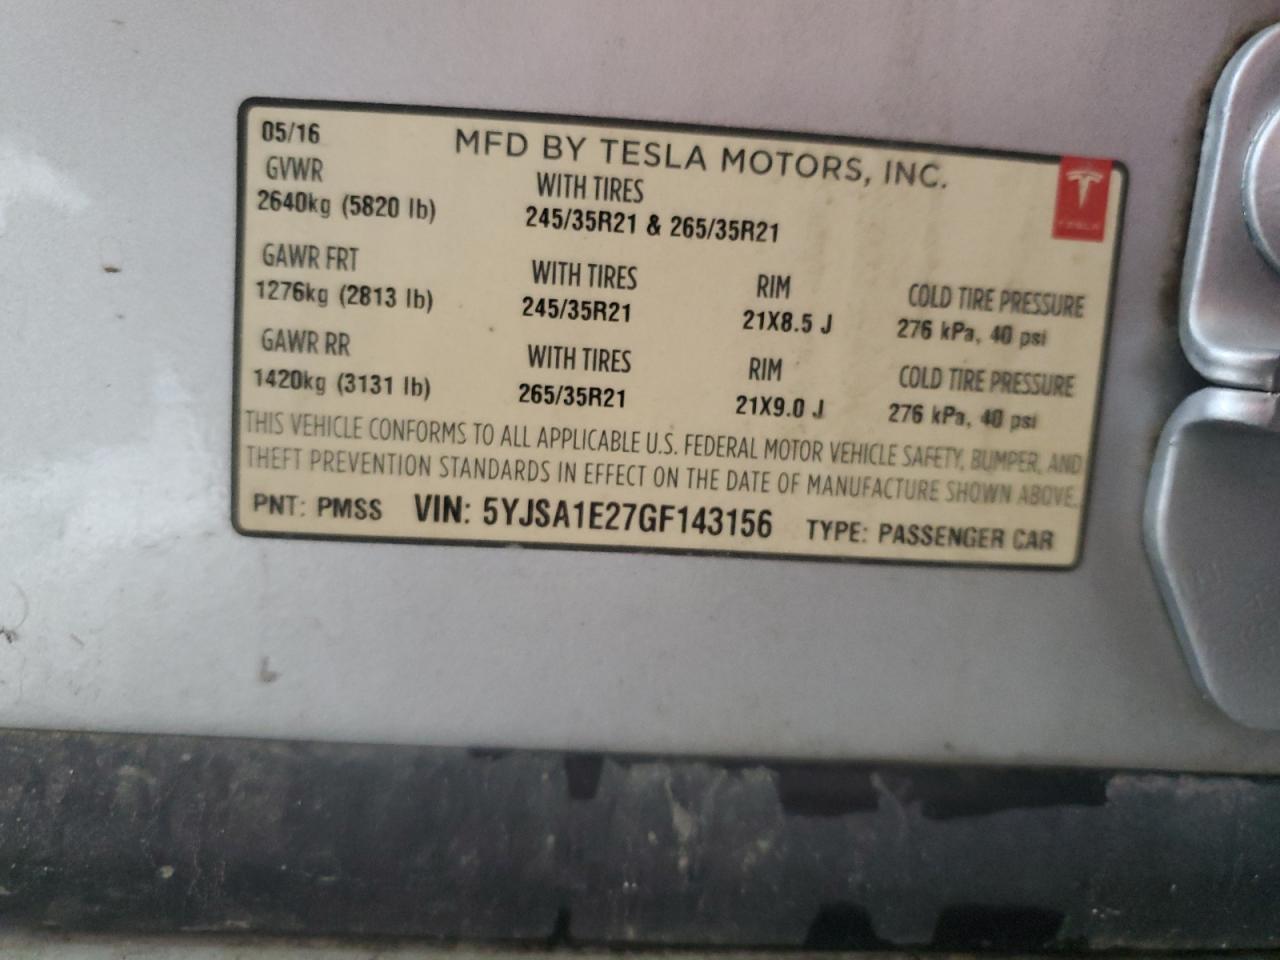 05/16
MFD BY TESLA MOTORS, INC.
GVWR WITH TIRES
2640kg (5820 lb) 245/35R21 & 265/35R21
TESLA
GAWR FRT WITH TIRES RIM COLD TIRE PRESSURE
1276kg (2813 lb) 245/35R21 21X8.5 J 276 kPa, 40 psi
GAWR RR WITH TIRES RIM COLD TIRE PRESSURE
1420kg (3131 lb) 265/35R21 21X9.0 J 276 kPa, 40 psi
THIS VEHICLE CONFORMS TO ALL APPLICABLE U.S. FEDERAL MOTOR VEHICLE SAFETY, BUMPER, AND
THEFT PREVENTION STANDARDS IN EFFECT ON THE DATE OF MANUFACTURE SHOWN ABOVE.
PNT: PMSS VIN: 5YJSA1E27GF143156 TYPE: PASSENGER CAR